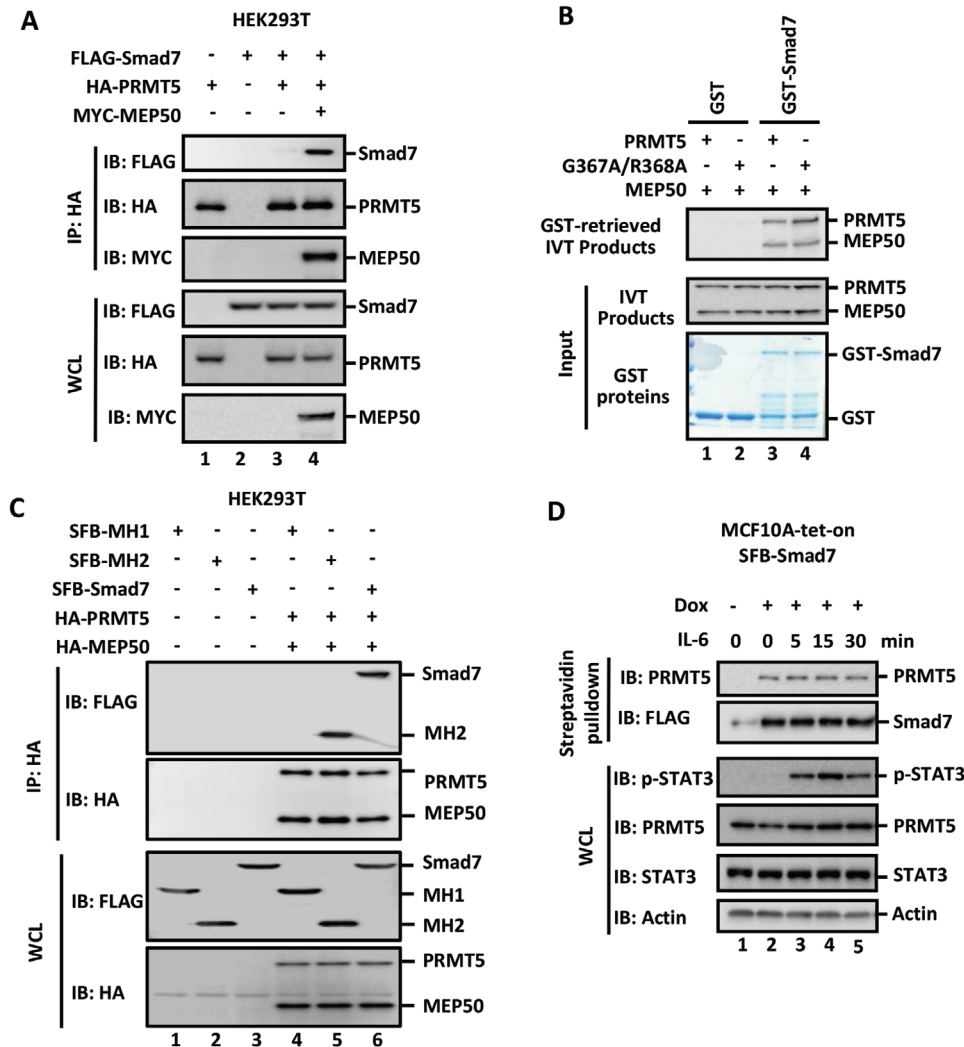 A
HEK293T
FLAG-Smad7 - + + +
HA-PRMT5 + - + +
MYC-MEP50 - - - +
IP: HA
IB: FLAG Smad7
IB: HA PRMT5
IB: MYC MEP50
WCL
IB: FLAG Smad7
IB: HA PRMT5
IB: MYC MEP50
1 2 3 4
B
GST GST-Smad7
PRMT5 + - + -
G367A/R368A - + - +
MEP50 + + + +
GST-retrieved
IVT Products
PRMT5
MEP50
Input
IVT
Products
PRMT5
MEP50
GST
proteins
GST-Smad7
GST
1 2 3 4
C
HEK293T
SFB-MH1 + - - + - -
SFB-MH2 - + - - + -
SFB-Smad7 - - + - - +
HA-PRMT5 - - - + + +
HA-MEP50 - - - + + +
IP: HA
IB: FLAG
Smad7
MH2
IB: HA
PRMT5
MEP50
WCL
IB: FLAG
Smad7
MH1
MH2
IB: HA
PRMT5
MEP50
1 2 3 4 5 6
D
MCF10A-tet-on
SFB-Smad7
Dox - + + + +
IL-6 0 0 5 15 30 min
Streptavidin
pulldown
IB: PRMT5 PRMT5
IB: FLAG Smad7
WCL
IB: p-STAT3 p-STAT3
IB: PRMT5 PRMT5
IB: STAT3 STAT3
IB: Actin Actin
1 2 3 4 5